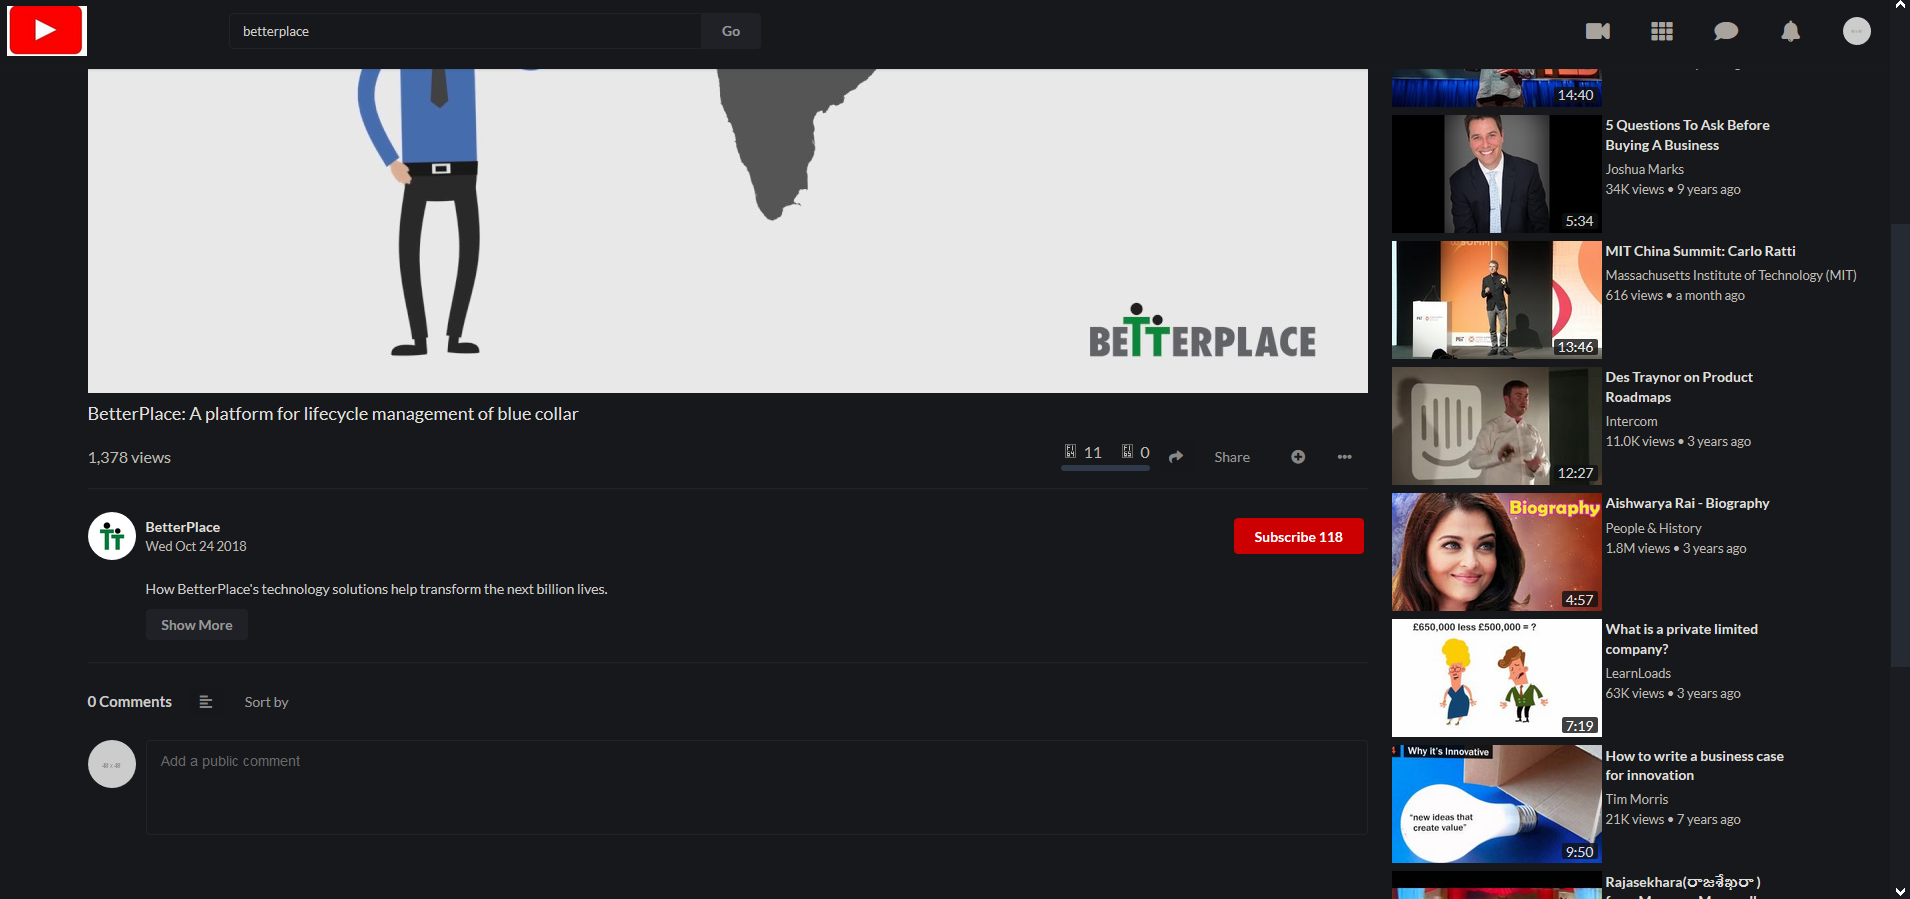 betterplace
Go
BETTERPLACE
BetterPlace: A platform for lifecycle management of blue collar
1,378 views
11
0
Share
BetterPlace
Wed Oct 24 2018
Subscribe 118
How BetterPlace's technology solutions help transform the next billion lives.
Show More
0 Comments
Sort by
Add a public comment
14:40
5 Questions To Ask Before
Buying A Business
Joshua Marks
34K views • 9 years ago
5:34
MIT China Summit: Carlo Ratti
Massachusetts Institute of Technology (MIT)
616 views • a month ago
13:46
Des Traynor on Product
Roadmaps
Intercom
11.0K views • 3 years ago
12:27
Biography
Aishwarya Rai - Biography
People & History
1.8M views • 3 years ago
4:57
£650,000 less £500,000 = ?
What is a private limited
company?
LearnLoads
63K views • 3 years ago
7:19
Why it's Innovative
"new ideas that
create value"
How to write a business case
for innovation
Tim Morris
21K views • 7 years ago
9:50
Rajasekhara(రాజశేఖరా )